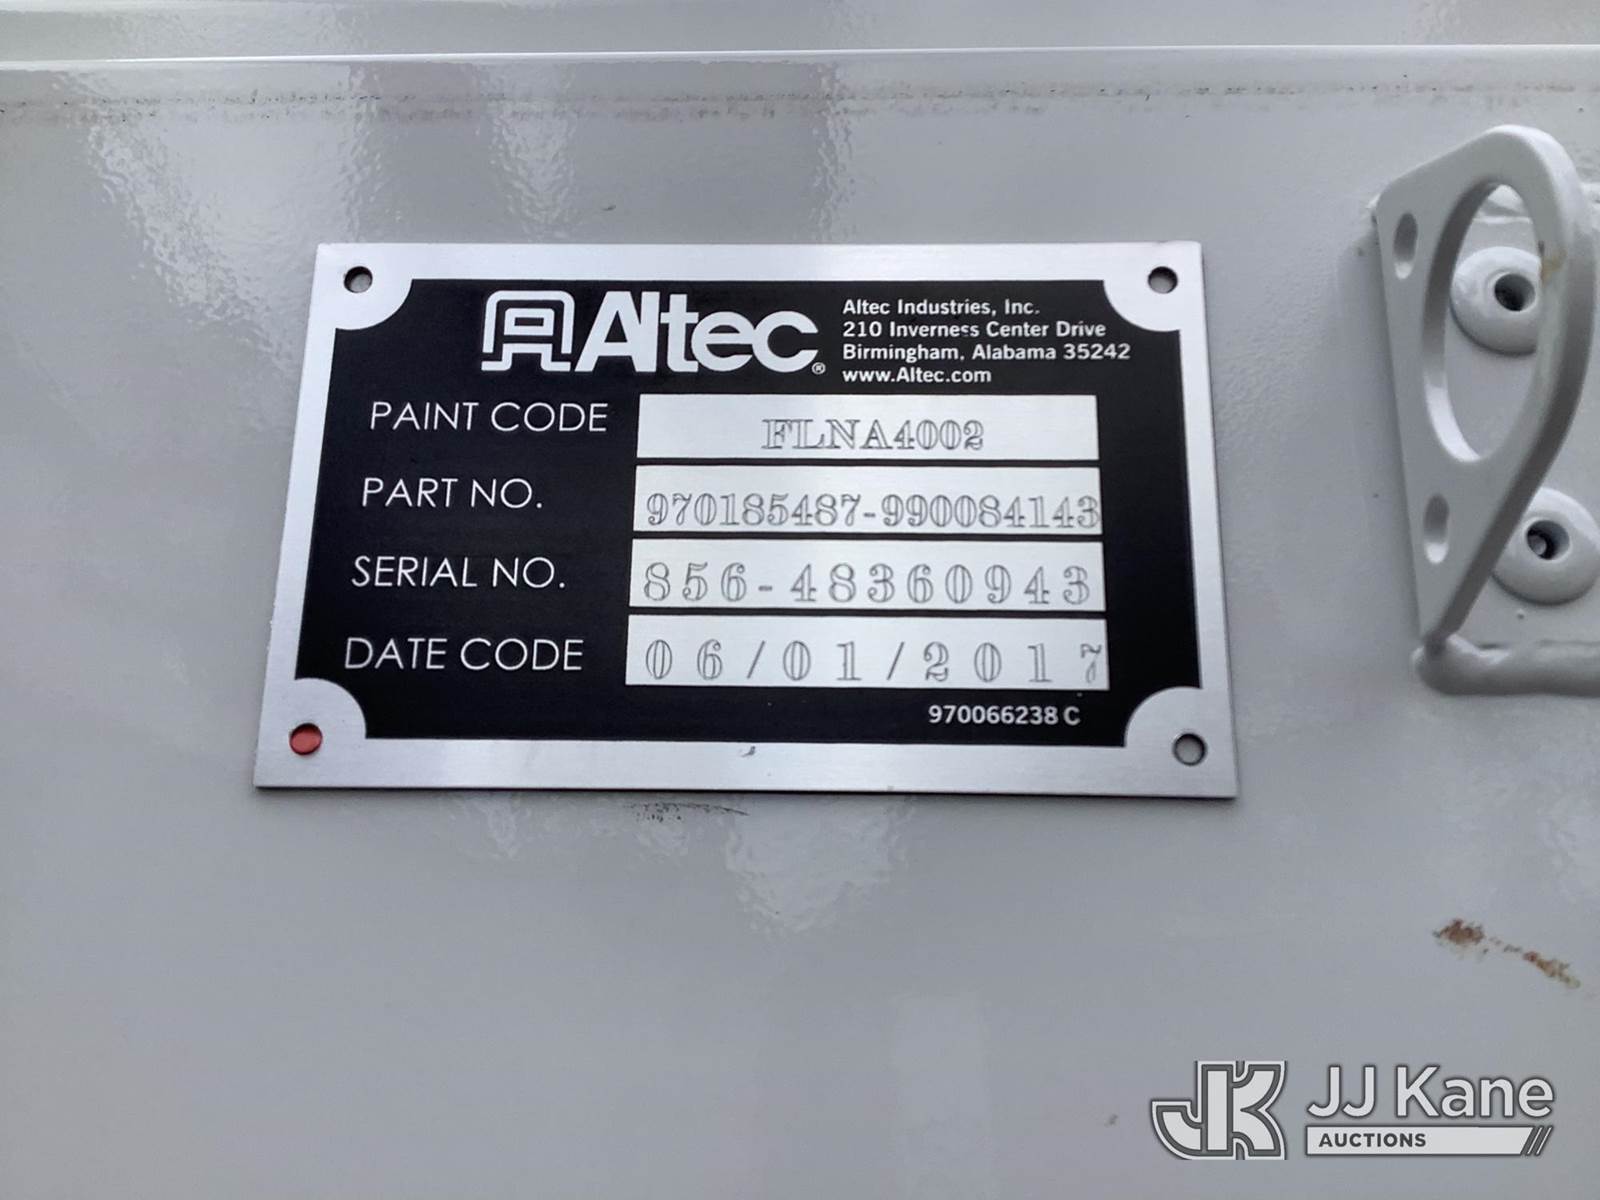 Altec®
Altec Industries, Inc.
210 Inverness Center Drive
Birmingham, Alabama 35242
www.Altec.com
PAINT CODE FLNA4002
PART NO. 970185487-990084143
SERIAL NO. 856-48360943
DATE CODE 06/01/2017
970066238 C
JK JJ Kane
AUCTIONS